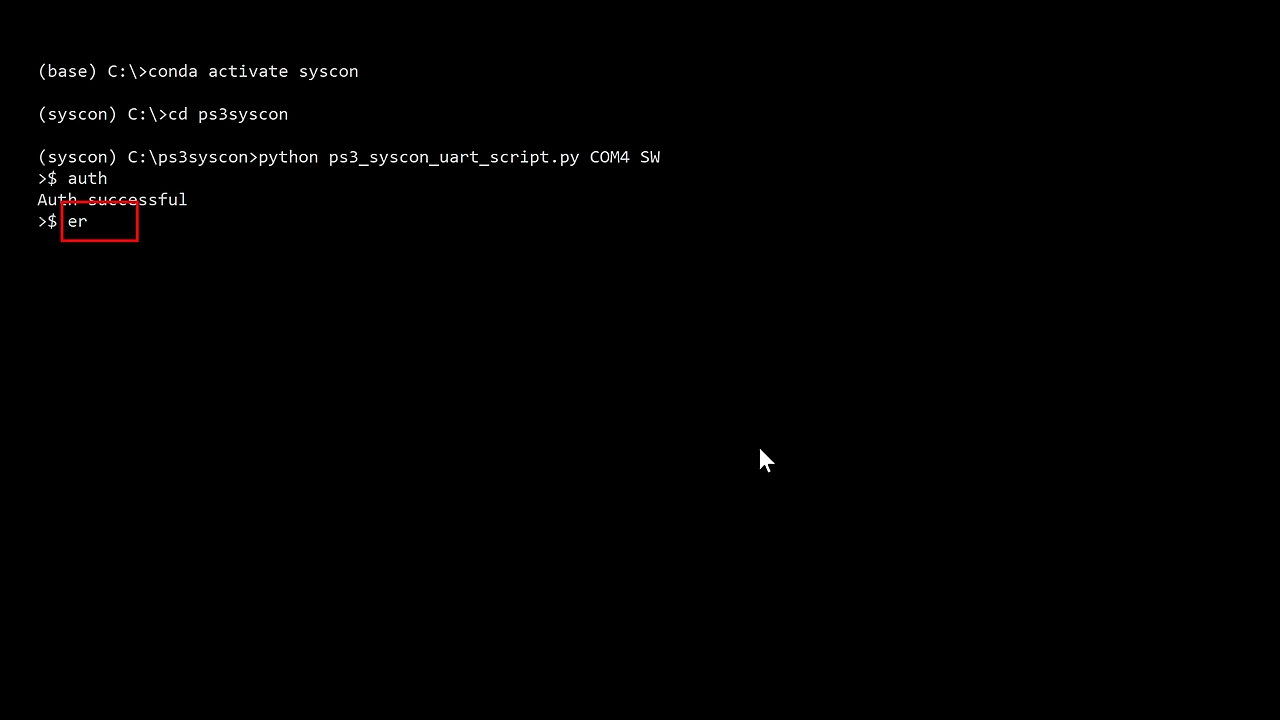 (base) C:\>conda activate syscon
(syscon) C:\>cd ps3syscon
(syscon) C:\ps3syscon>python ps3_syscon_uart_script.py COM4 SW
>$ auth
Auth successful
>$ er